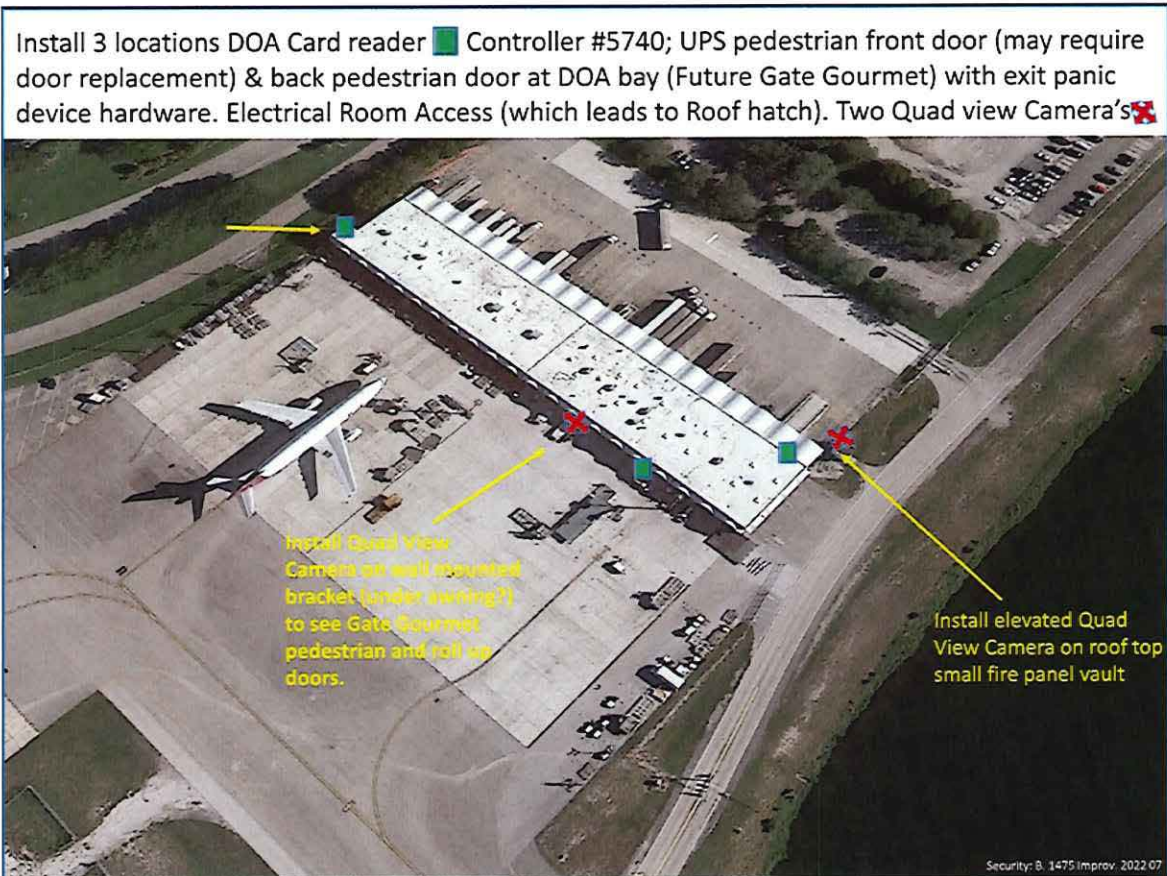 Install 3 locations DOA Card reader Controller #5740; UPS pedestrian front door (may require
door replacement) & back pedestrian door at DOA bay (Future Gate Gourmet) with exit panic
device hardware. Electrical Room Access (which leads to Roof hatch). Two Quad view Camera's
Install Quad View
Camera on wall mounted
bracket (under awning?)
to see Gate Gourmet
pedestrian and roll up
doors.
Install elevated Quad
View Camera on roof top
small fire panel vault
Security: B. 1475 Improv. 2022 07